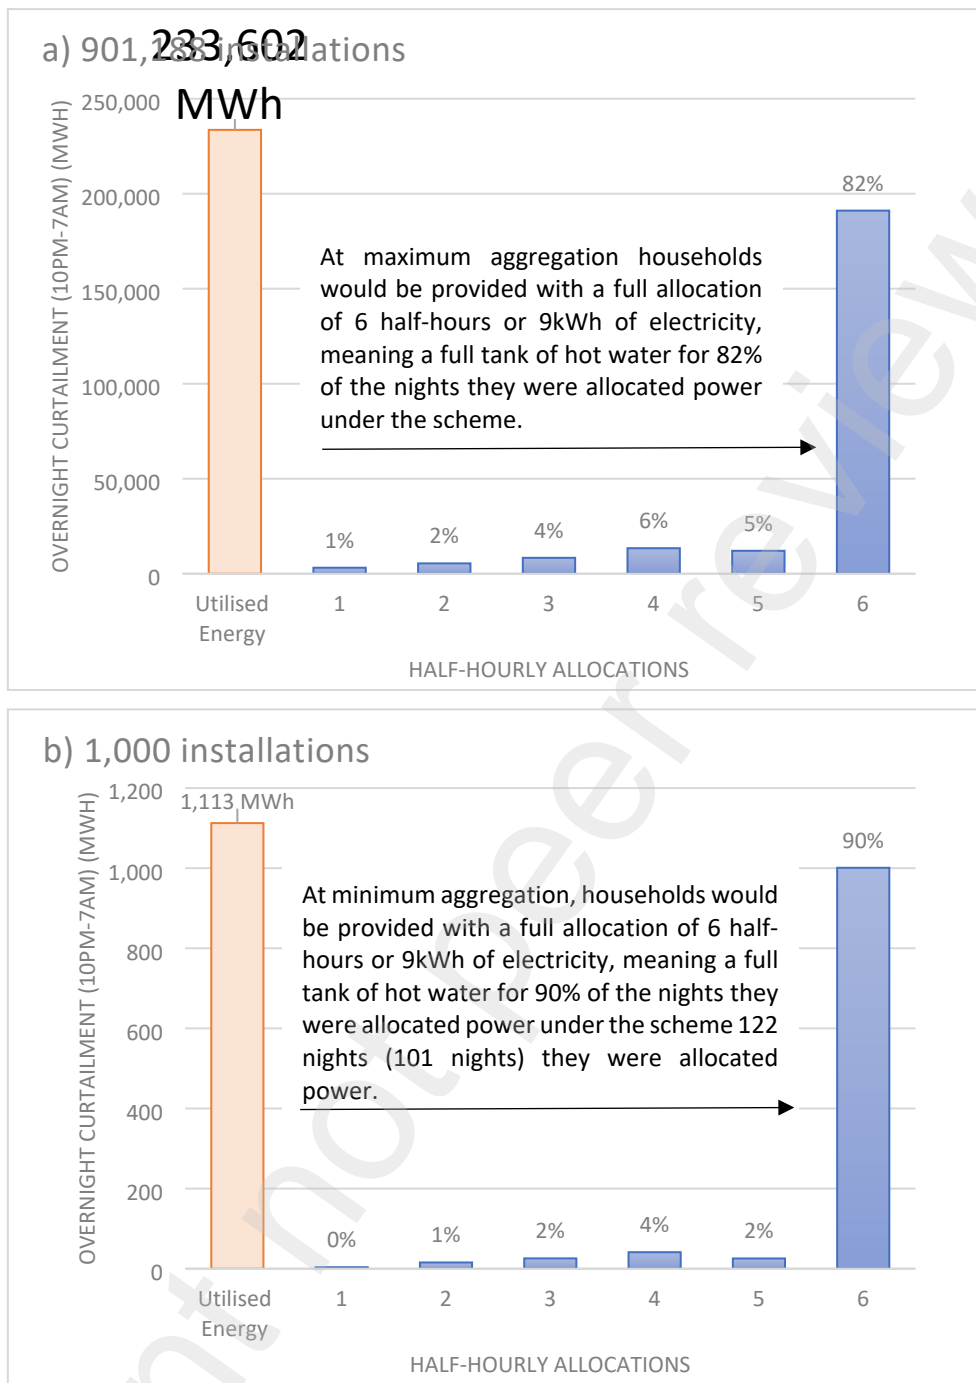 a) 901,188 installations
233,602
MWh
OVERNIGHT CURTAILMENT (10PM-7AM) (MWH)
250,000
200,000
150,000
100,000
50,000
0
82%
At maximum aggregation households
would be provided with a full allocation
of 6 half-hours or 9kWh of electricity,
meaning a full tank of hot water for 82%
of the nights they were allocated power
under the scheme.
1%
2%
4%
6%
5%
Utilised
Energy
1
2
3
4
5
6
HALF-HOURLY ALLOCATIONS
b) 1,000 installations
OVERNIGHT CURTAILMENT (10PM-7AM) (MWH)
1,200
1,000
800
600
400
200
0
1,113 MWh
90%
At minimum aggregation, households would
be provided with a full allocation of 6 half-
hours or 9kWh of electricity, meaning a full
tank of hot water for 90% of the nights they
were allocated power under the scheme 122
nights (101 nights) they were allocated
power.
0%
1%
2%
4%
2%
Utilised
Energy
1
2
3
4
5
6
HALF-HOURLY ALLOCATIONS
not peer review